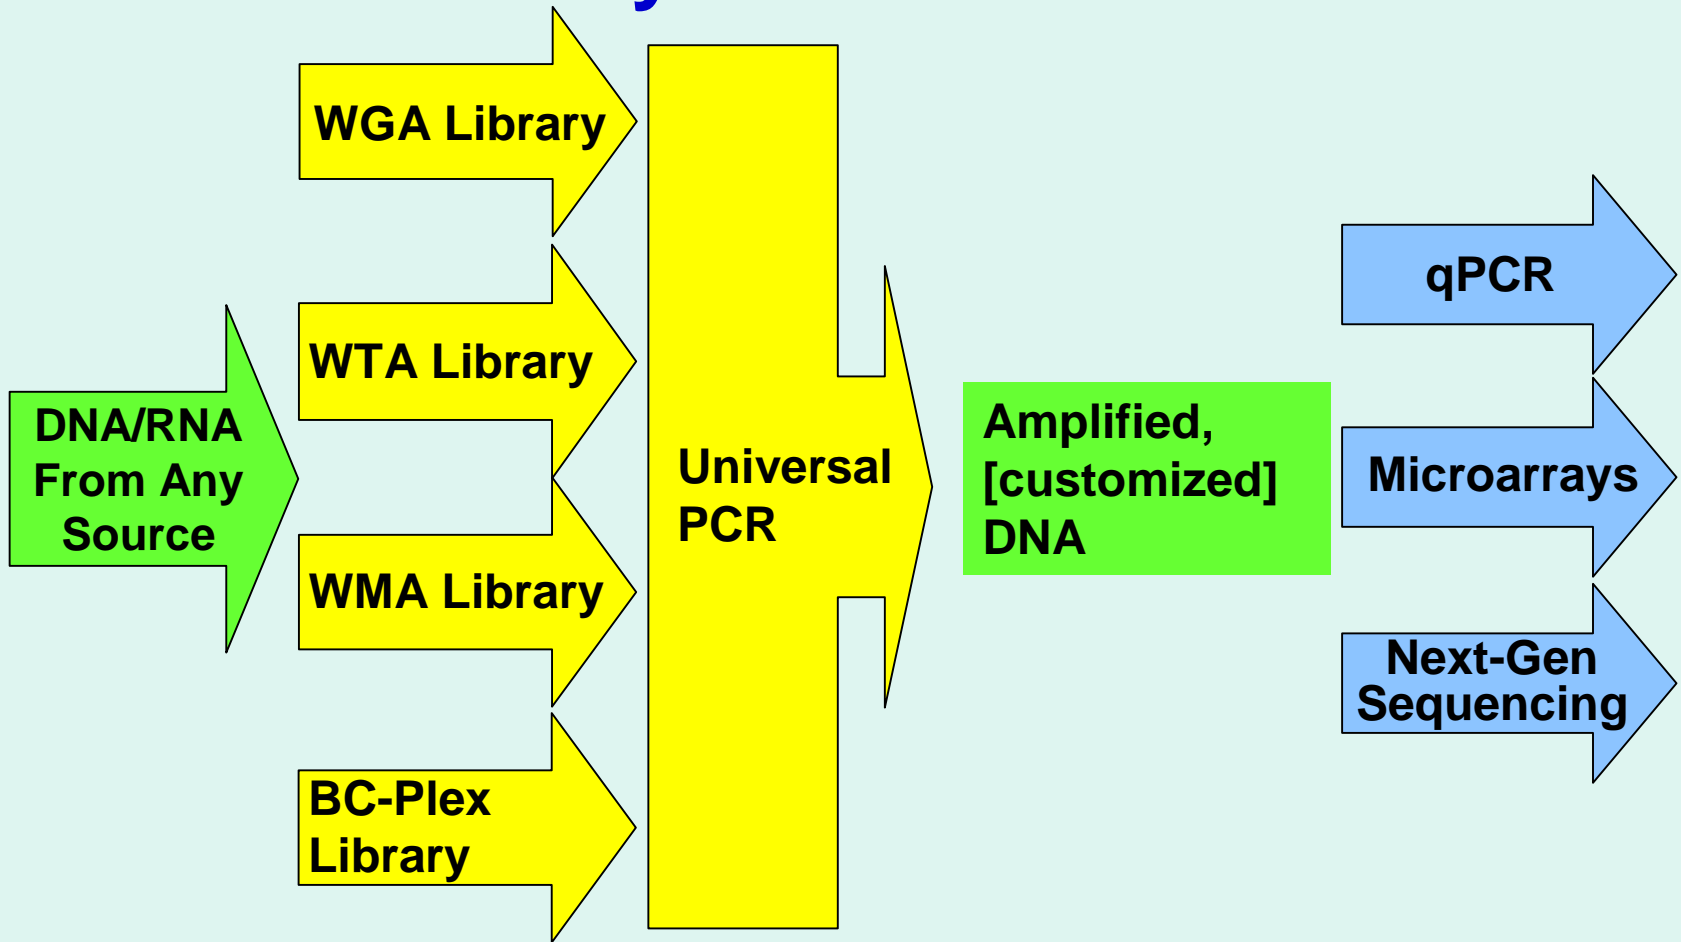 WGA Library
WTA Library
DNA/RNA
From Any
Source
WMA Library
BC-Plex
Library
Universal
PCR
Amplified,
[customized]
DNA
qPCR
Microarrays
Next-Gen
Sequencing